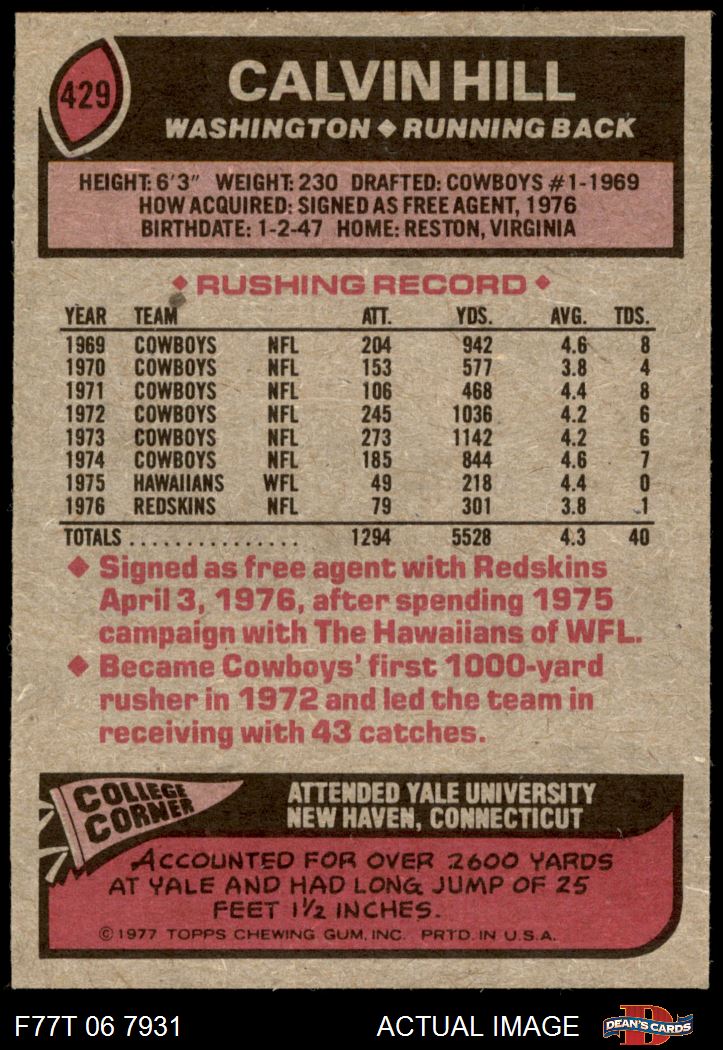 429
CALVIN HILL
WASHINGTON ◆ RUNNING BACK
HEIGHT: 6'3" WEIGHT: 230 DRAFTED: COWBOYS #1-1969
HOW ACQUIRED: SIGNED AS FREE AGENT, 1976
BIRTHDATE: 1-2-47 HOME: RESTON, VIRGINIA
◆ RUSHING RECORD ◆
YEAR TEAM ATT. YDS. AVG. TDS.
1969 COWBOYS NFL 204 942 4.6 8
1970 COWBOYS NFL 153 577 3.8 4
1971 COWBOYS NFL 106 468 4.4 8
1972 COWBOYS NFL 245 1036 4.2 6
1973 COWBOYS NFL 273 1142 4.2 6
1974 COWBOYS NFL 185 844 4.6 7
1975 HAWAIIANS WFL 49 218 4.4 0
1976 REDSKINS NFL 79 301 3.8 1
TOTALS ............... 1294 5528 4.3 40
◆ Signed as free agent with Redskins
April 3, 1976, after spending 1975
campaign with The Hawaiians of WFL.
◆ Became Cowboys' first 1000-yard
rusher in 1972 and led the team in
receiving with 43 catches.
COLLEGE
CORNER
ATTENDED YALE UNIVERSITY
NEW HAVEN, CONNECTICUT
ACCOUNTED FOR OVER 2600 YARDS
AT YALE AND HAD LONG JUMP OF 25
FEET 1½ INCHES.
© 1977 TOPPS CHEWING GUM, INC. PRTD. IN U.S.A.
F77T 06 7931 ACTUAL IMAGE
D
DEAN'S CARDS